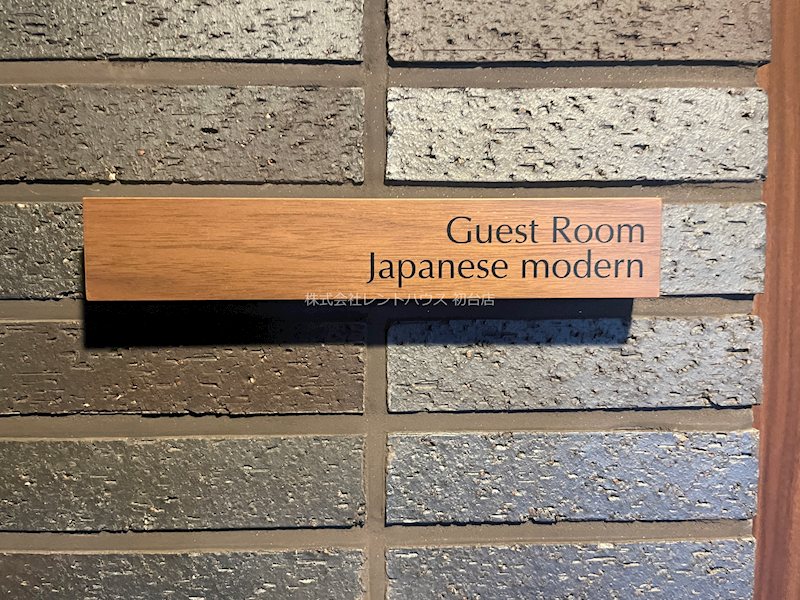 Guest Room
Japanese modern
株式会社レントハウス 初台店